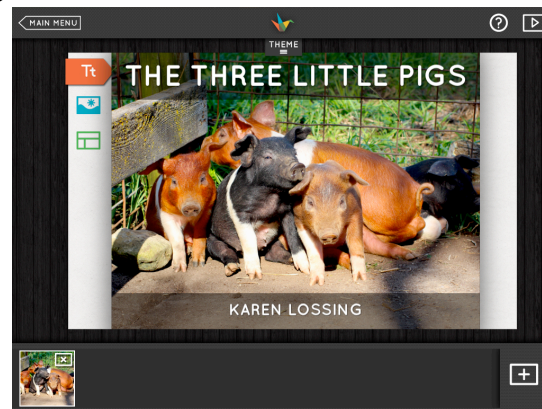 MAIN MENU
THEME
Tt
THE THREE LITTLE PIGS
KAREN LOSSING